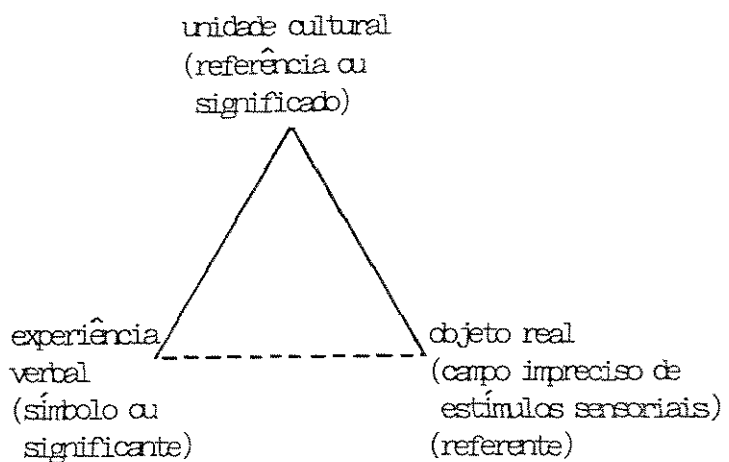 unidade cultural
(referência ou
significado)
experiência
verbal
(símbolo ou
significante)
objeto real
(campo impreciso de
estímulos sensoriais)
(referente)